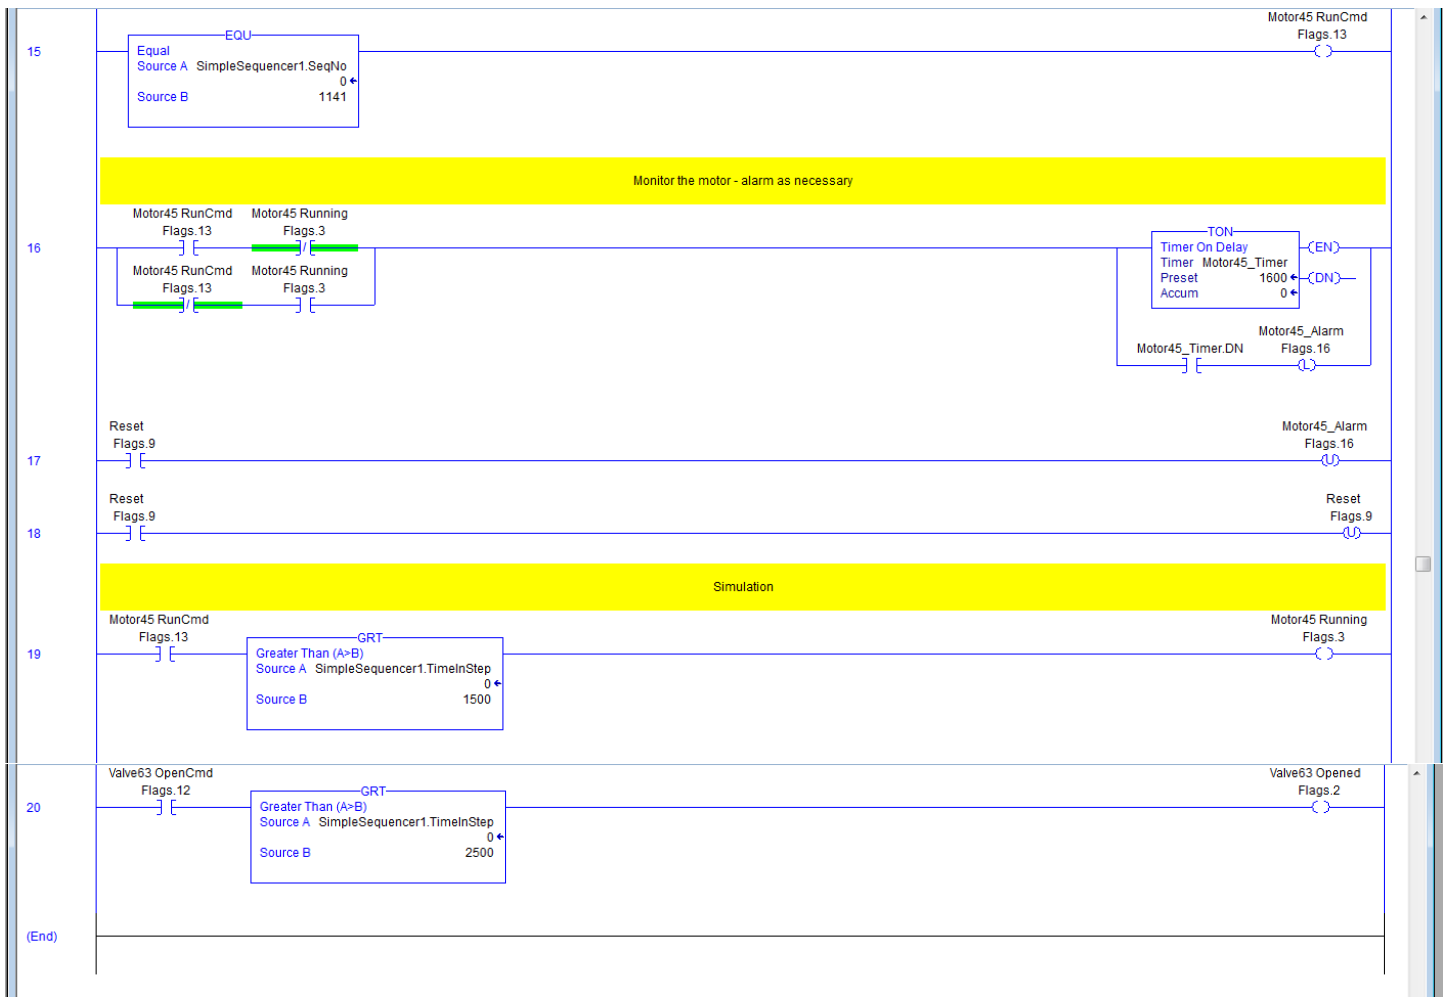 Motor45 RunCmd
Flags.13
15
EQU
Equal
Source A SimpleSequencer1.SeqNo
0
Source B 1141
Monitor the motor - alarm as necessary
Motor45 RunCmd Motor45 Running
Flags.13 Flags.3
16
TON
Timer On Delay
Timer Motor45_Timer
Preset 1600
Accum 0
(EN)
(DN)
Motor45 RunCmd Motor45 Running
Flags.13 Flags.3
Motor45_Alarm
Motor45_Timer.DN Flags.16
L
Reset Motor45_Alarm
Flags.9 Flags.16
17
U
Reset Reset
Flags.9 Flags.9
18
U
Simulation
Motor45 RunCmd Motor45 Running
Flags.13 Flags.3
19
GRT
Greater Than (A>B)
Source A SimpleSequencer1.TimeInStep
0
Source B 1500
Valve63 OpenCmd Valve63 Opened
Flags.12 Flags.2
20
GRT
Greater Than (A>B)
Source A SimpleSequencer1.TimeInStep
0
Source B 2500
(End)